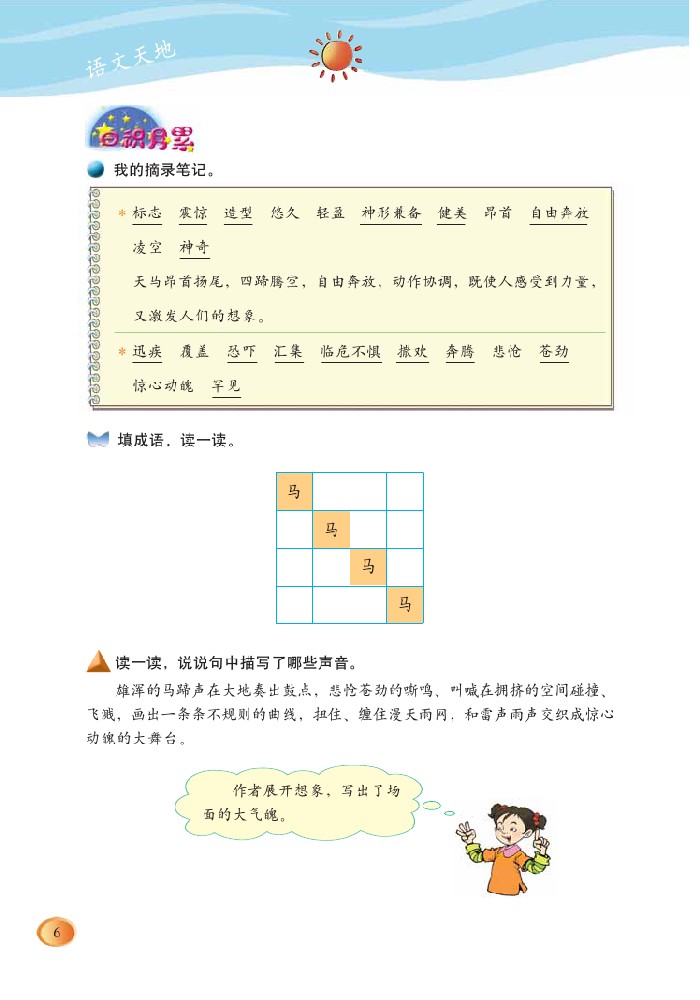 语文天地
日积月累
我的摘录笔记。
* 标志 震惊 造型 悠久 轻盈 神形兼备 健美 昂首 自由奔放
凌空 神奇
天马昂首扬尾，四蹄腾空，自由奔放，动作协调，既使人感受到力量，
又激发人们的想象。
* 迅疾 覆盖 恐吓 汇集 临危不惧 撒欢 奔腾 悲怆 苍劲
惊心动魄 罕见
填成语，读一读。
马
马
马
马
读一读，说说句中描写了哪些声音。
雄浑的马蹄声在大地奏出鼓点，悲怆苍劲的嘶鸣、叫喊在拥挤的空间碰撞、
飞溅，画出一条条不规则的曲线，扭住、缠住漫天雨网，和雷声雨声交织成惊心
动魄的大舞台。
作者展开想象，写出了场
面的大气魄。
6